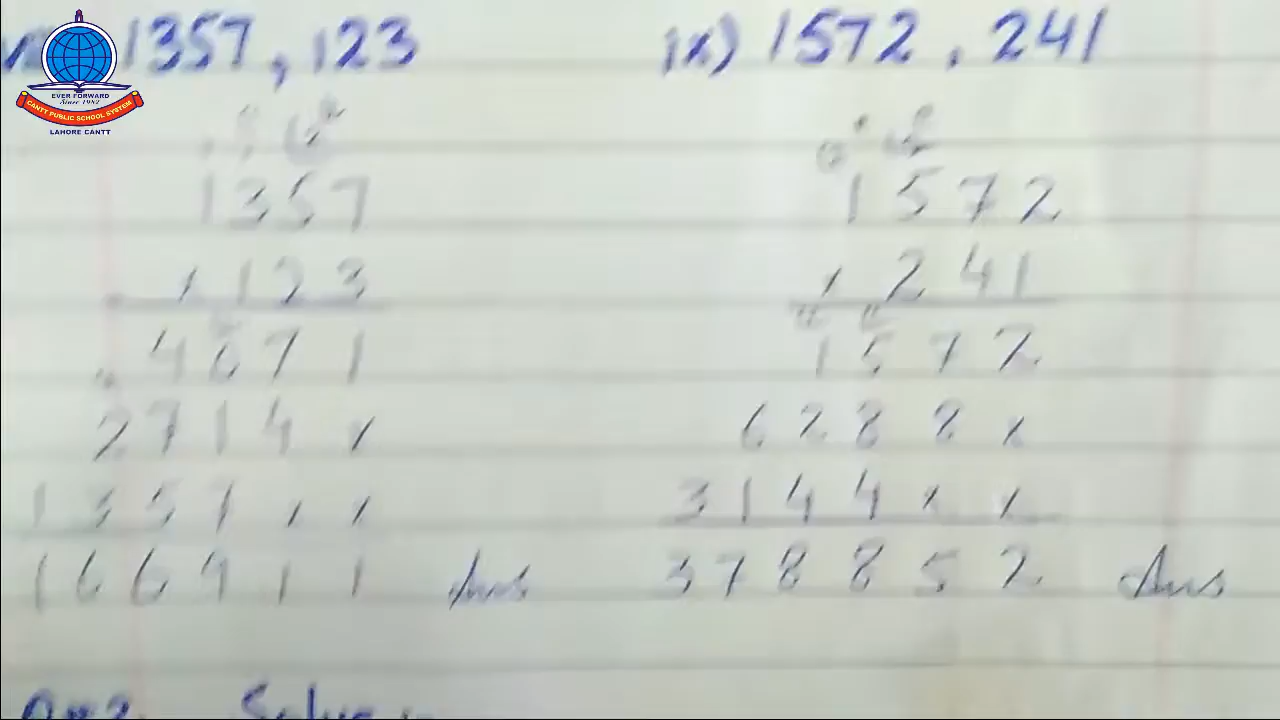 1357 , 123
1357
× 123
4071
2714×
1357××
166911 Ans
ix) 1572 , 241
1572
× 241
1572
6288×
3144××
378852 Ans
EVER FORWARD
Since 1982
CANTT PUBLIC SCHOOL SYSTEM
LAHORE CANTT